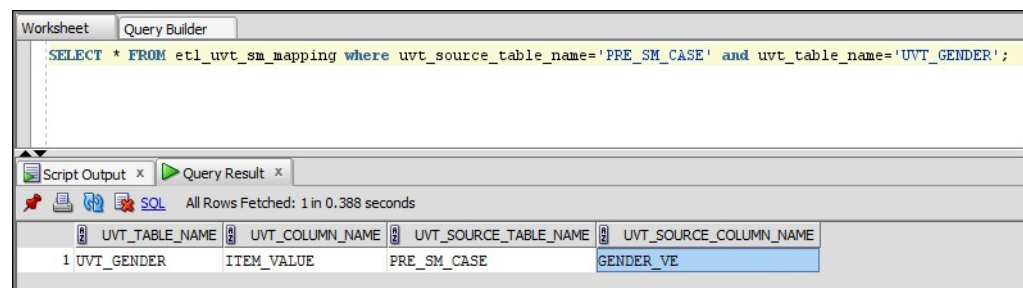 Worksheet Query Builder
SELECT * FROM etl_uvt_sm_mapping where uvt_source_table_name='PRE_SM_CASE' and uvt_table_name='UVT_GENDER';
Script Output x Query Result x
SQL All Rows Fetched: 1 in 0.388 seconds
UVT_TABLE_NAME UVT_COLUMN_NAME UVT_SOURCE_TABLE_NAME UVT_SOURCE_COLUMN_NAME
1 UVT_GENDER ITEM_VALUE PRE_SM_CASE GENDER_VE